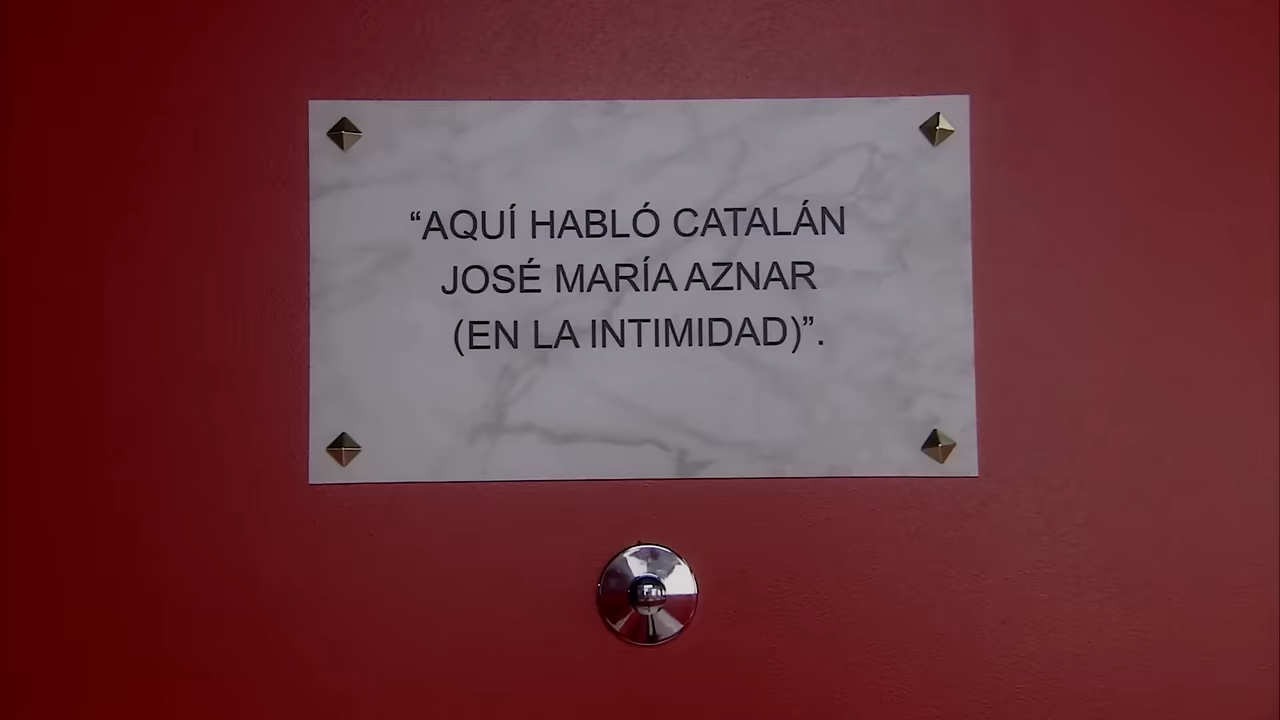 “AQUÍ HABLÓ CATALÁN
JOSÉ MARÍA AZNAR
(EN LA INTIMIDAD)”.